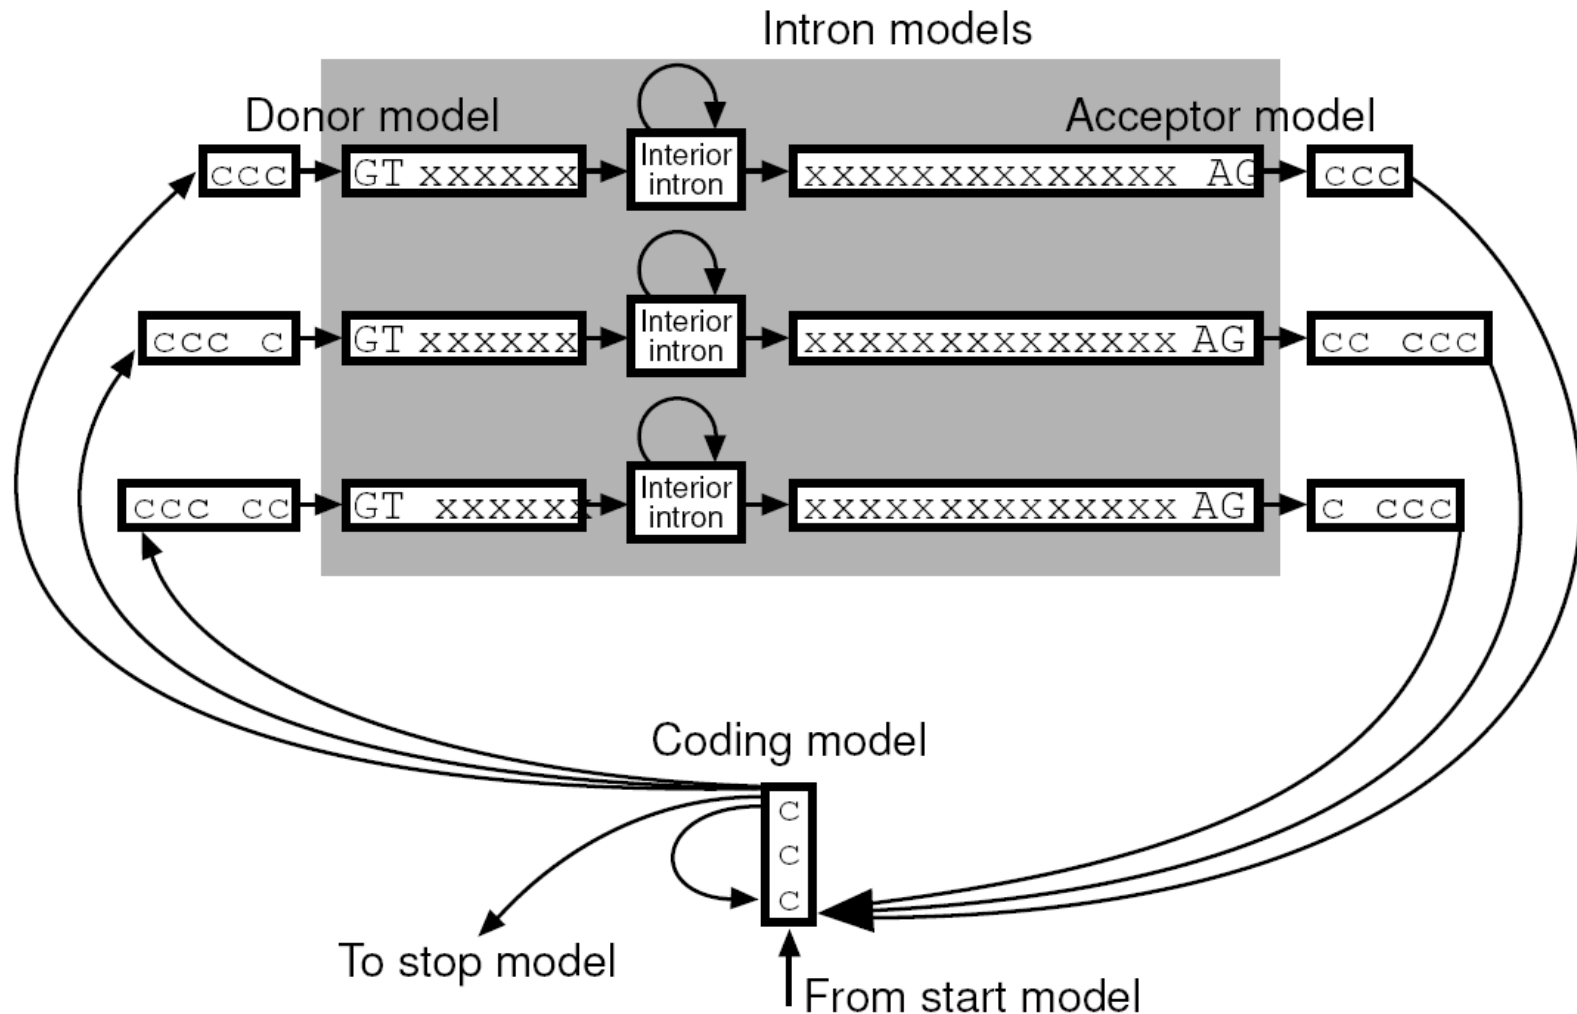 Intron models
Donor model
Acceptor model
ccc
GT xxxxxx
Interior
intron
xxxxxxxxxxxxxx AG
ccc
ccc c
GT xxxxxx
Interior
intron
xxxxxxxxxxxxxx AG
cc ccc
ccc cc
GT xxxxxx
Interior
intron
xxxxxxxxxxxxxx AG
c ccc
Coding model
c
c
c
To stop model
From start model